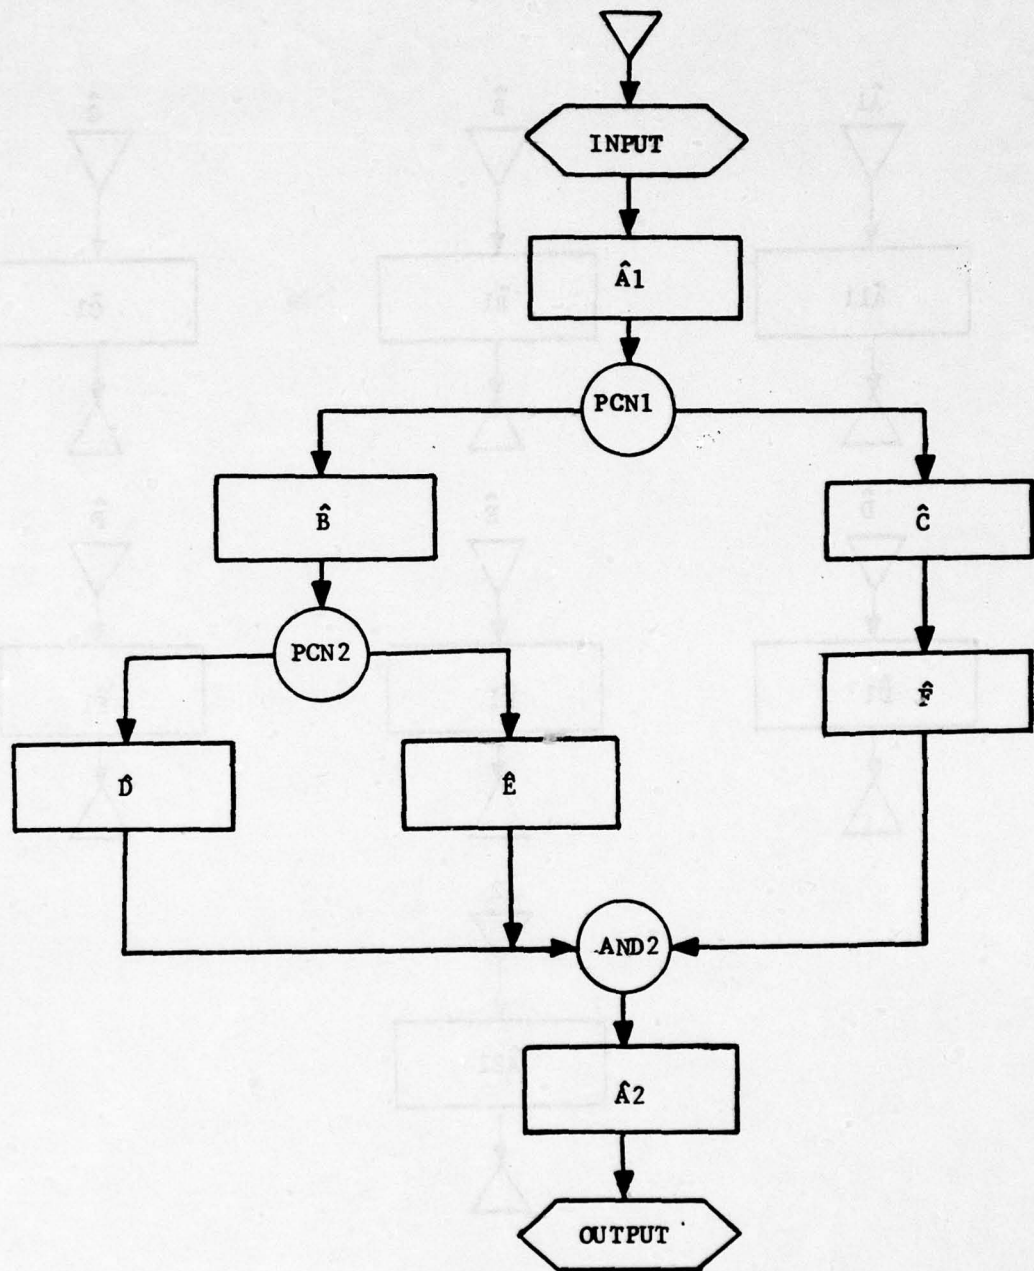 INPUT
Â1
PCN1
B̂
Ĉ
PCN2
F̂
D̂
Ê
AND2
Â2
OUTPUT